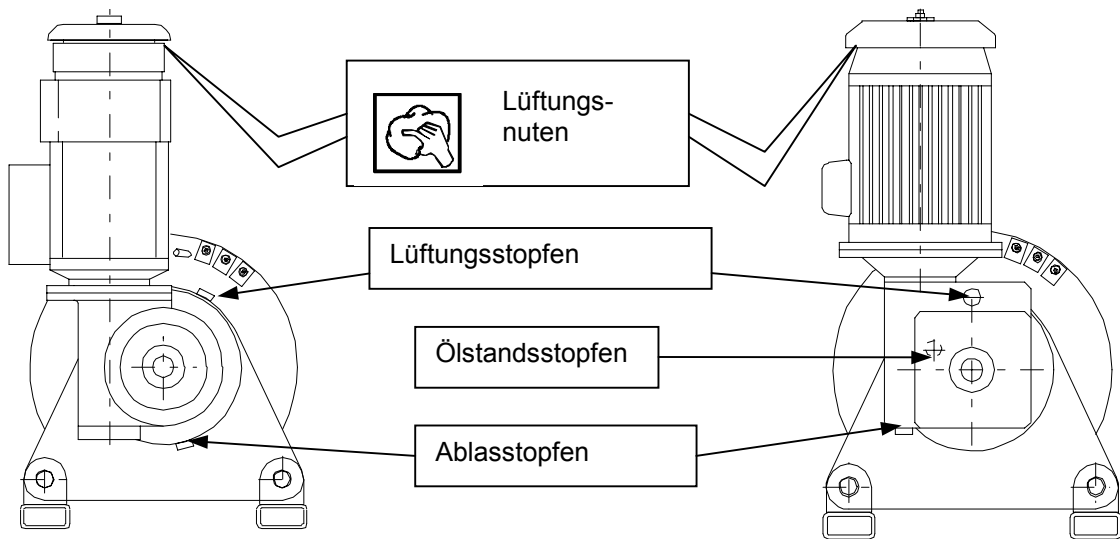 Lüftungs-
nuten
Lüftungsstopfen
Ölstandsstopfen
Ablasstopfen